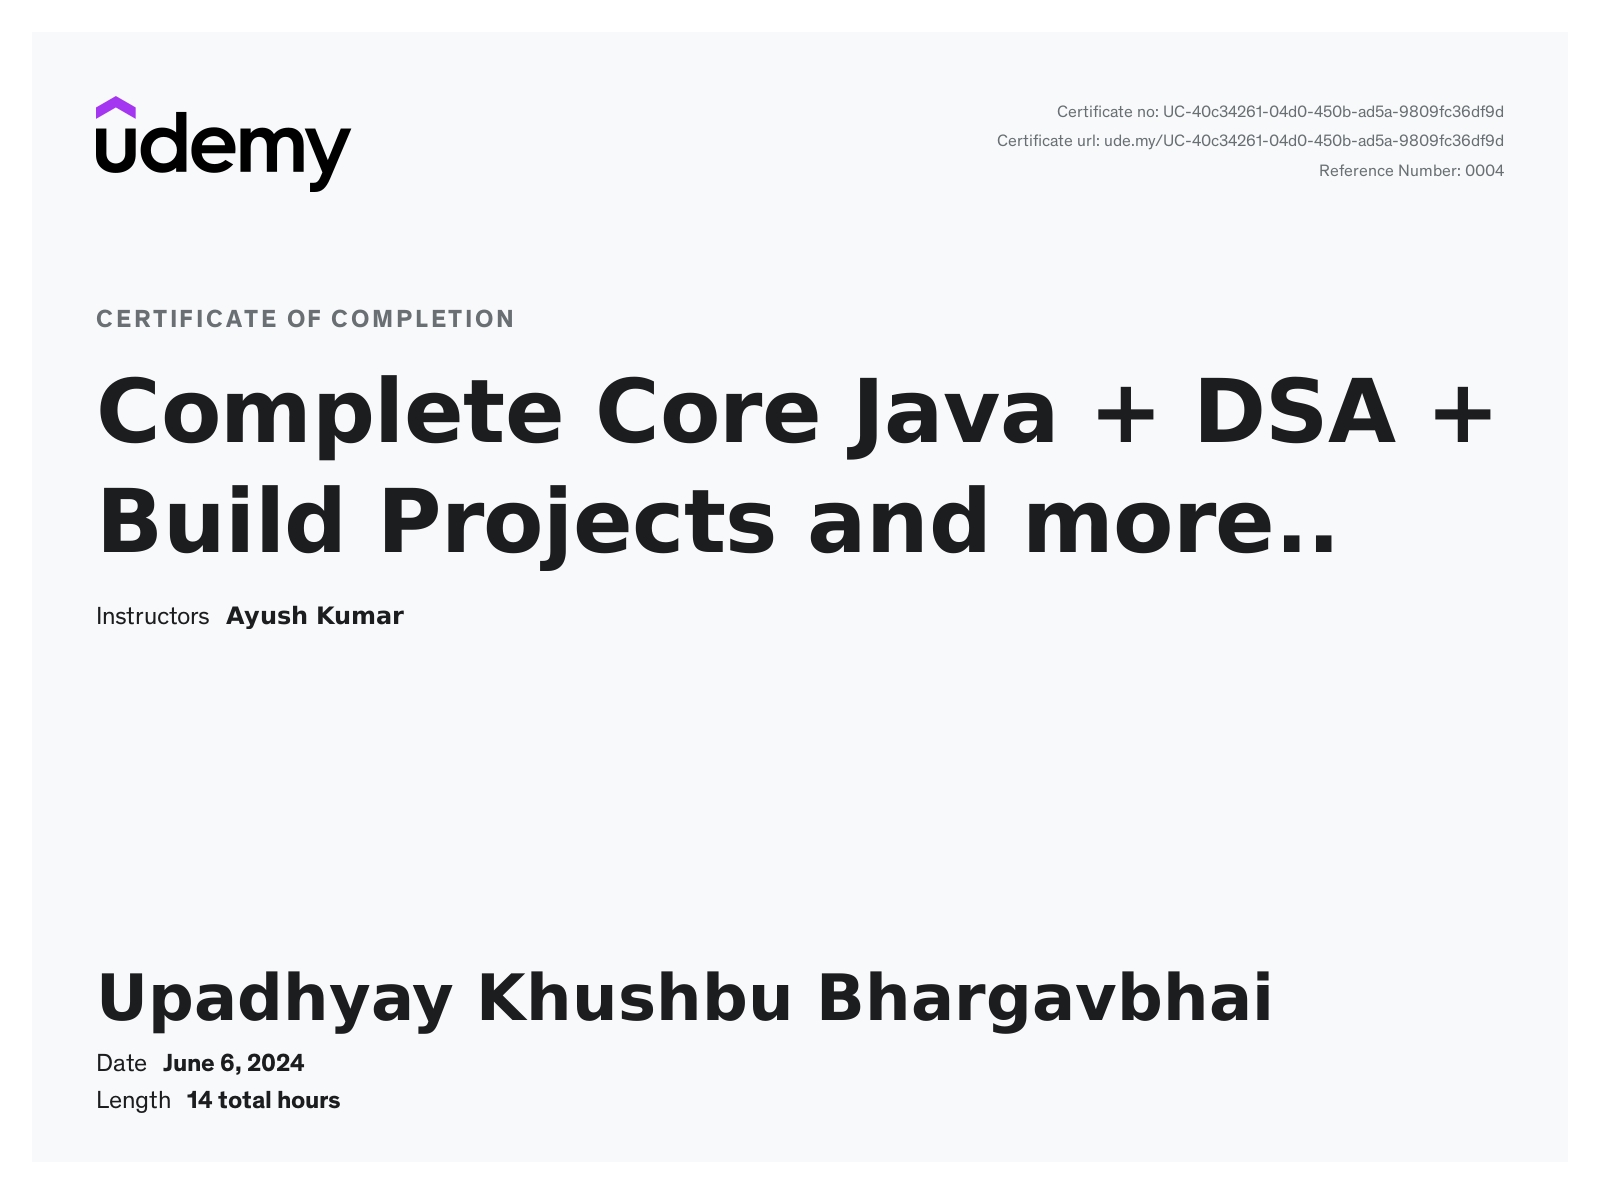 udemy
Certificate no: UC-40c34261-04d0-450b-ad5a-9809fc36df9d
Certificate url: ude.my/UC-40c34261-04d0-450b-ad5a-9809fc36df9d
Reference Number: 0004
CERTIFICATE OF COMPLETION
Complete Core Java + DSA +
Build Projects and more..
Instructors Ayush Kumar
Upadhyay Khushbu Bhargavbhai
Date June 6, 2024
Length 14 total hours